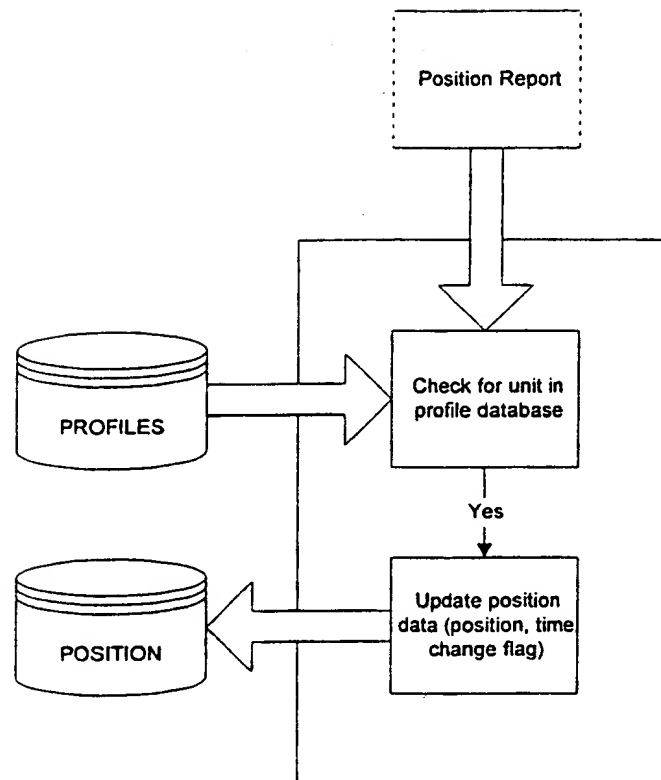 Position Report
Check for unit in
profile database
PROFILES
Yes
Update position
data (position, time
change flag)
POSITION